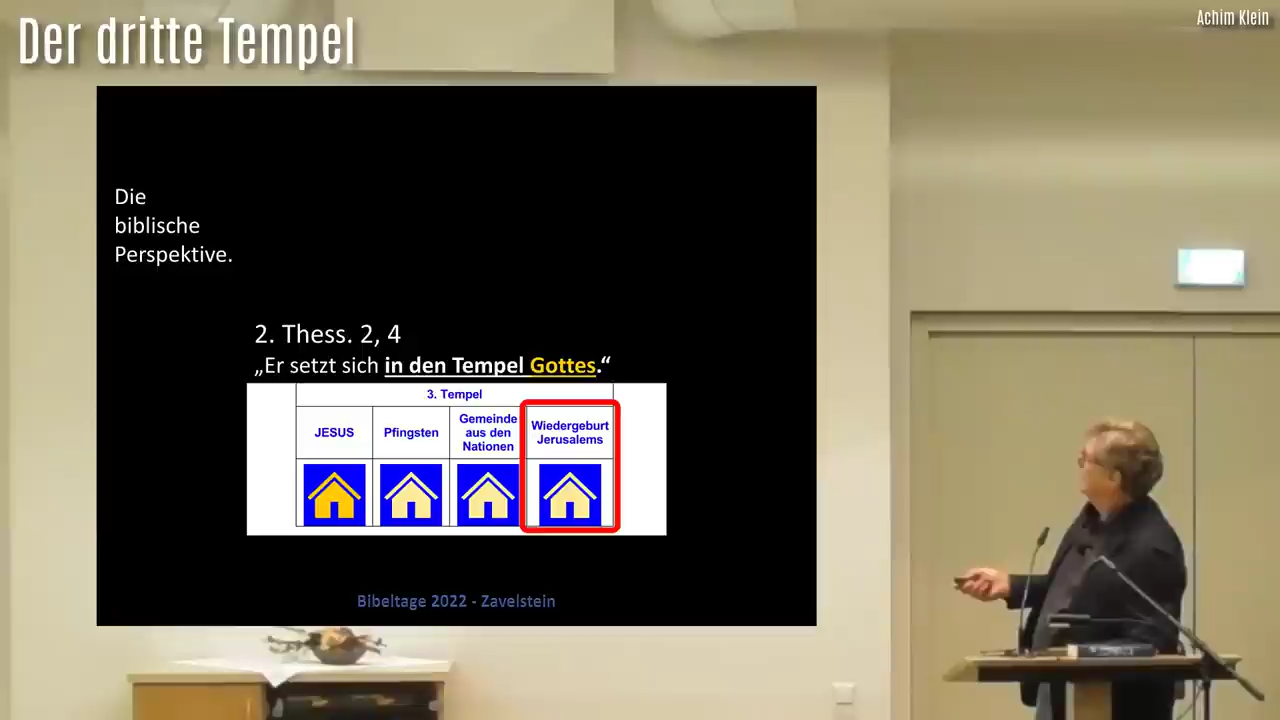 Der dritte Tempel
Achim Klein
Die
biblische
Perspektive.
2. Thess. 2, 4
„Er setzt sich in den Tempel Gottes.“
3. Tempel
JESUS
Pfingsten
Gemeinde
aus den
Nationen
Wiedergeburt
Jerusalems
Bibeltage 2022 - Zavelstein